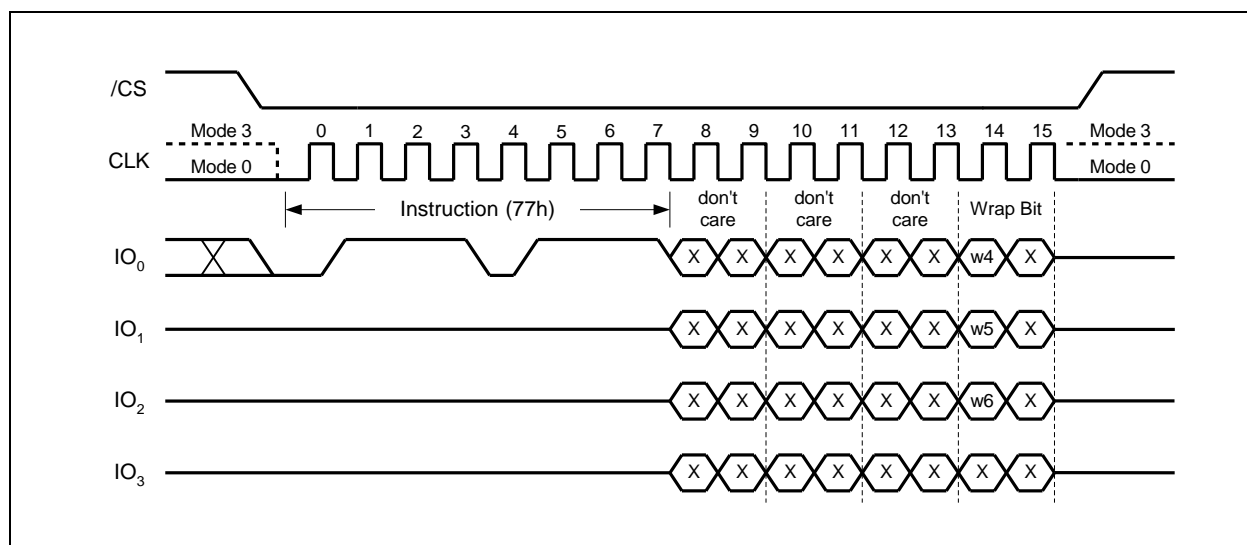 /CS
Mode 3 0 1 2 3 4 5 6 7 8 9 10 11 12 13 14 15 Mode 3
CLK
Mode 0 Mode 0
Instruction (77h) don't care don't care don't care Wrap Bit
IO0 X X X X X X w4 X
IO1 X X X X X X w5 X
IO2 X X X X X X w6 X
IO3 X X X X X X X X